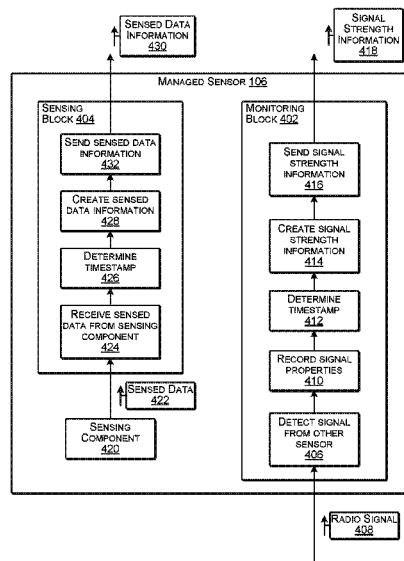 SENSED DATA
INFORMATION
430
SIGNAL
STRENGTH
INFORMATION
418
MANAGED SENSOR 106
SENSING
BLOCK 404
SEND SENSED DATA
INFORMATION
432
CREATE SENSED
DATA INFORMATION
428
DETERMINE
TIMESTAMP
426
RECEIVE SENSED
DATA FROM SENSING
COMPONENT
424
SENSED DATA
422
SENSING
COMPONENT
420
MONITORING
BLOCK 402
SEND SIGNAL
STRENGTH
INFORMATION
416
CREATE SIGNAL
STRENGTH
INFORMATION
414
DETERMINE
TIMESTAMP
412
RECORD SIGNAL
PROPERTIES
410
DETECT SIGNAL
FROM OTHER
SENSOR
406
RADIO SIGNAL
408